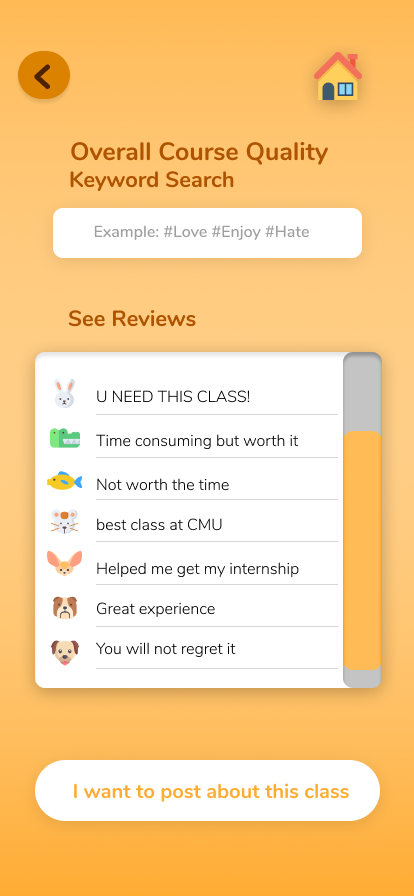 Overall Course Quality
Keyword Search
Example: #Love #Enjoy #Hate
See Reviews
U NEED THIS CLASS!
Time consuming but worth it
Not worth the time
best class at CMU
Helped me get my internship
Great experience
You will not regret it
I want to post about this class